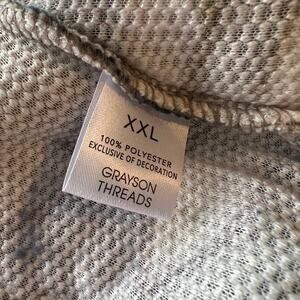 XXL
100% POLYESTER
EXCLUSIVE OF DECORATION
GRAYSON
THREADS